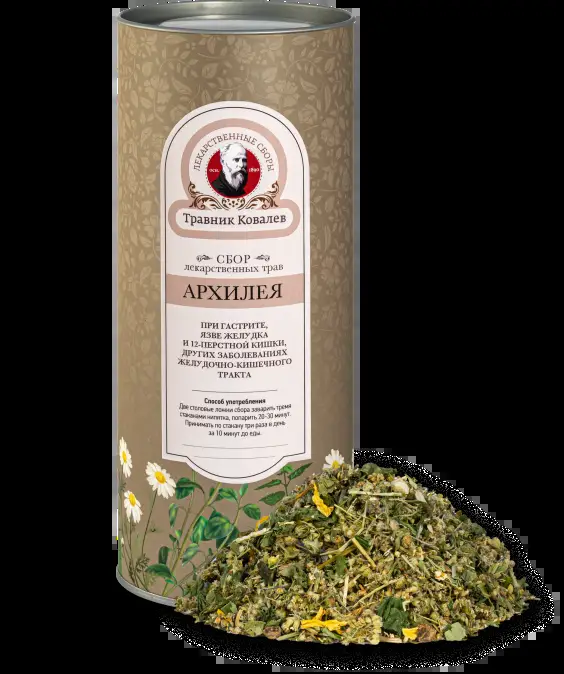 ЛЕКАРСТВЕННЫЕ СБОРЫ
ОСН. 1890
Травник Ковалев
СБОР
лекарственных трав
АРХИЛЕЯ
ПРИ ГАСТРИТЕ,
ЯЗВЕ ЖЕЛУДКА
И 12-ПЕРСТНОЙ КИШКИ,
ДРУГИХ ЗАБОЛЕВАНИЯХ
ЖЕЛУДОЧНО-КИШЕЧНОГО
ТРАКТА
Способ употребления
Две столовые ложки сбора заварить тремя
стаканами кипятка, попарить 20-30 минут.
Принимать по стакану три раза в день
за 10 минут до еды.